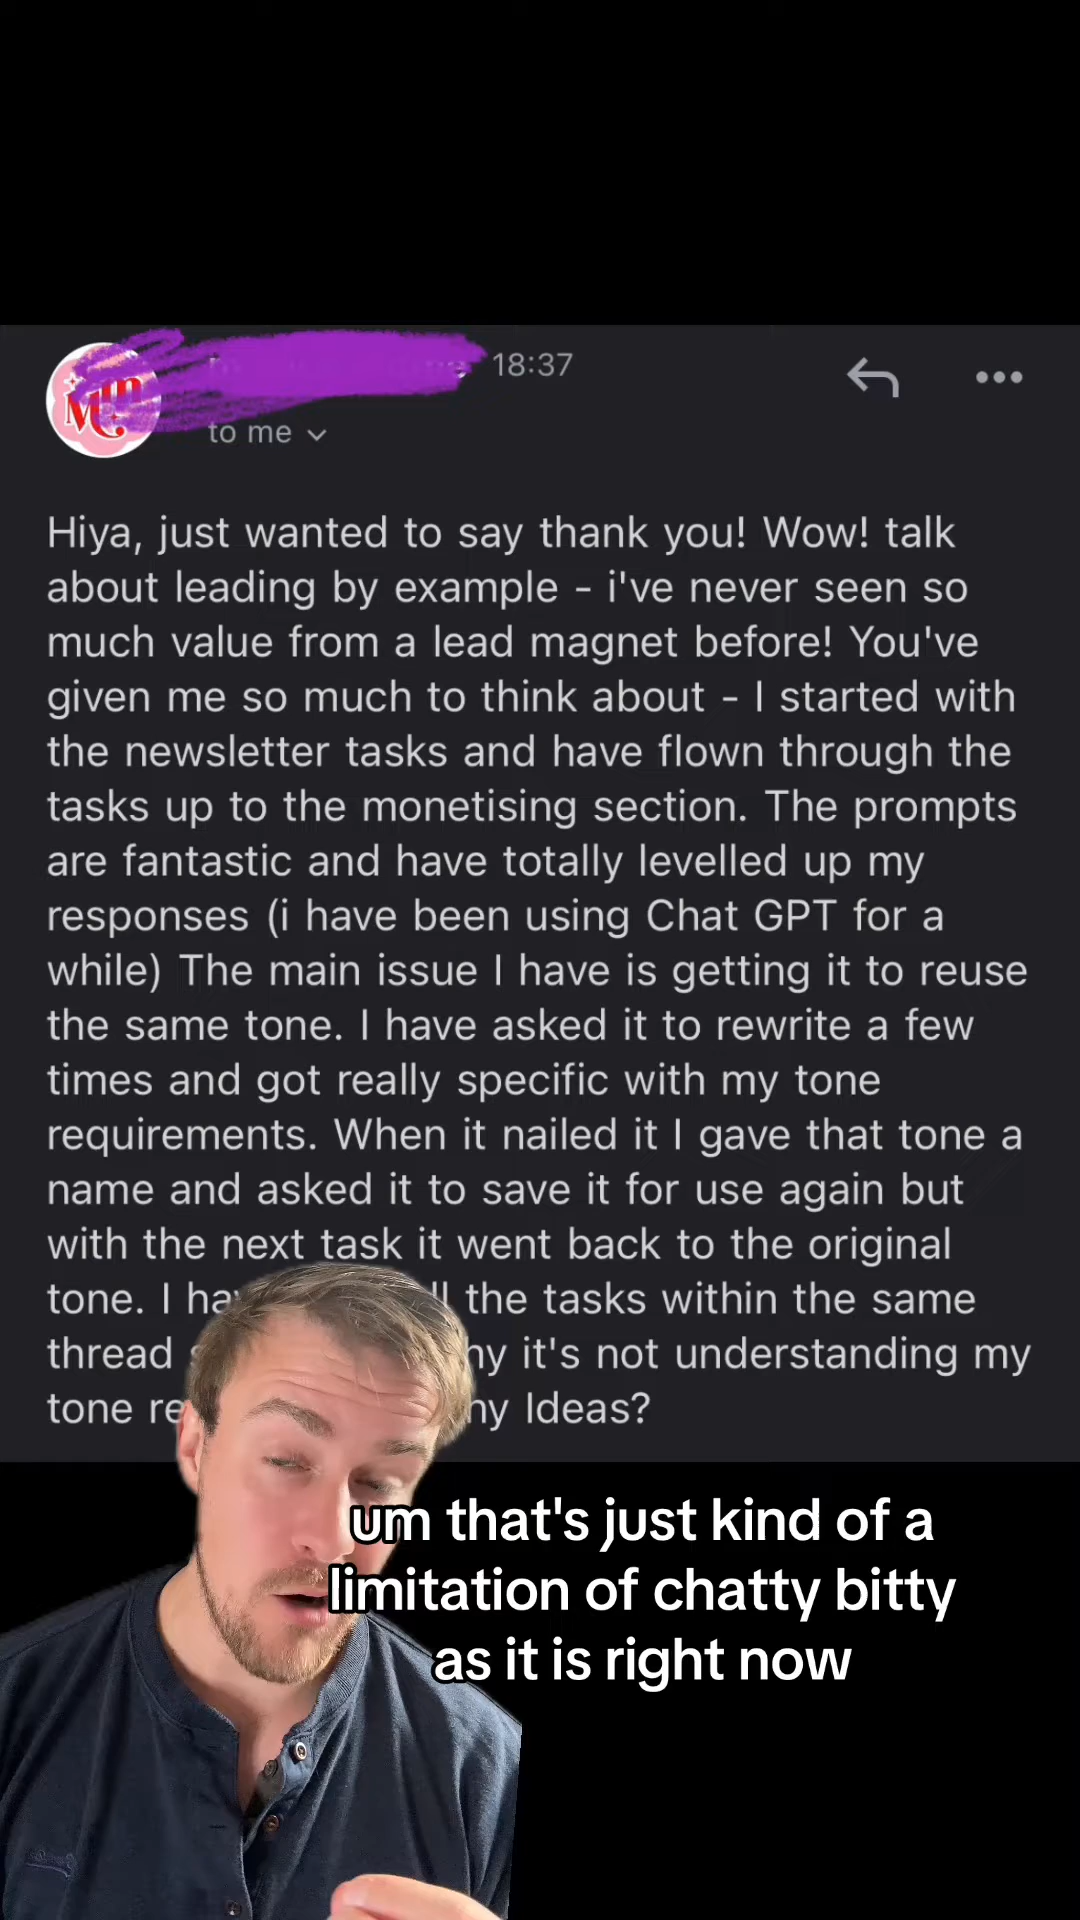 18:37
to me
Hiya, just wanted to say thank you! Wow! talk
about leading by example - i've never seen so
much value from a lead magnet before! You've
given me so much to think about - I started with
the newsletter tasks and have flown through the
tasks up to the monetising section. The prompts
are fantastic and have totally levelled up my
responses (i have been using Chat GPT for a
while) The main issue I have is getting it to reuse
the same tone. I have asked it to rewrite a few
times and got really specific with my tone
requirements. When it nailed it I gave that tone a
name and asked it to save it for use again but
with the next task it went back to the original
tone. I the tasks within the same
thread it's not understanding my
tone Ideas?
um that's just kind of a
limitation of chatty bitty
as it is right now